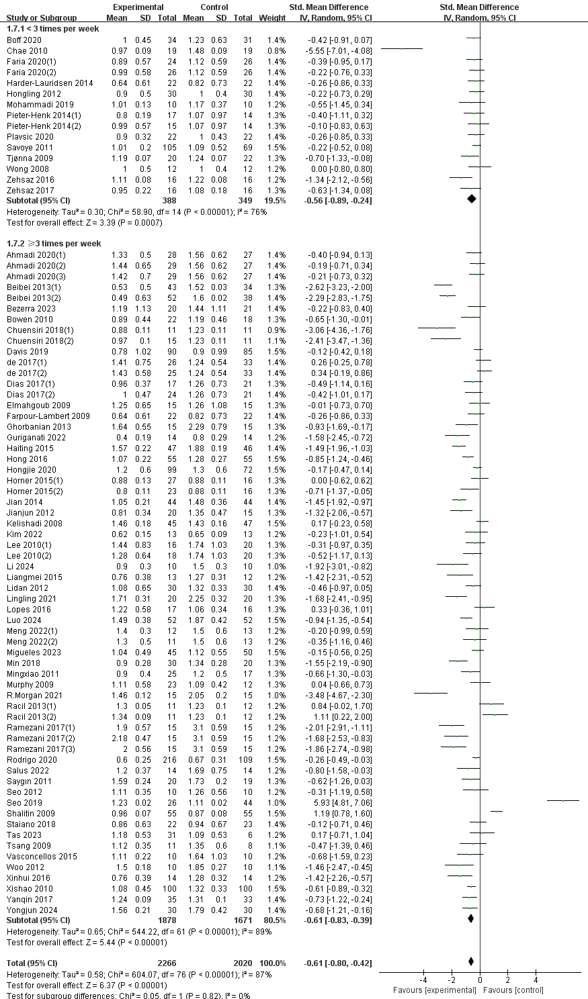 Experimental Control Std. Mean Difference Std. Mean Difference
Study or Subgroup Mean SD Total Mean SD Total Weight IV, Random, 95% CI IV, Random, 95% CI
1.7.1 < 3 times per week
Boff 2020 1 0.45 34 1.23 0.63 31 1.4% -0.42 [-0.91, 0.07]
Chae 2010 0.97 0.09 19 1.48 0.09 19 0.8% -5.55 [-7.01, -4.08]
Faria 2020(1) 0.89 0.57 24 1.12 0.59 26 1.4% -0.39 [-0.95, 0.17]
Faria 2020(2) 0.99 0.58 26 1.12 0.59 26 1.4% -0.22 [-0.76, 0.33]
Harder-Lauridsen 2014 0.64 0.61 22 0.82 0.73 22 1.4% -0.26 [-0.86, 0.33]
Hongling 2012 0.9 0.5 30 1 0.4 30 1.4% -0.22 [-0.73, 0.29]
Mohammadi 2019 1.01 0.13 10 1.17 0.37 10 1.2% -0.55 [-1.45, 0.34]
Pieter-Henk 2014(1) 0.8 0.19 17 1.07 0.97 14 1.3% -0.40 [-1.11, 0.32]
Pieter-Henk 2014(2) 0.99 0.57 15 1.07 0.97 14 1.3% -0.10 [-0.83, 0.63]
Plavsic 2020 0.9 0.32 22 1 0.43 22 1.4% -0.26 [-0.85, 0.33]
Savoye 2011 1.01 0.2 105 1.09 0.52 69 1.5% -0.22 [-0.52, 0.08]
Tjønna 2009 1.19 0.07 20 1.24 0.07 22 1.3% -0.70 [-1.33, -0.08]
Wong 2008 1 0.5 12 1 0.4 12 1.2% 0.00 [-0.80, 0.80]
Zehsaz 2016 1.11 0.08 16 1.22 0.08 16 1.3% -1.34 [-2.12, -0.56]
Zehsaz 2017 0.95 0.22 16 1.08 0.18 16 1.3% -0.63 [-1.34, 0.08]
Subtotal (95% CI) 388 349 19.5% -0.56 [-0.89, -0.24]
Heterogeneity: Tau² = 0.30; Chi² = 58.90, df = 14 (P < 0.00001); I² = 76%
Test for overall effect: Z = 3.39 (P = 0.0007)
1.7.2 ≥3 times per week
Ahmadi 2020(1) 1.33 0.5 28 1.56 0.62 27 1.4% -0.40 [-0.94, 0.13]
Ahmadi 2020(2) 1.44 0.65 29 1.56 0.62 27 1.4% -0.19 [-0.71, 0.34]
Ahmadi 2020(3) 1.42 0.7 29 1.56 0.62 27 1.4% -0.21 [-0.73, 0.32]
Beibei 2013(1) 0.53 0.5 43 1.52 0.03 34 1.4% -2.62 [-3.23, -2.00]
Beibei 2013(2) 0.49 0.63 52 1.6 0.02 38 1.4% -2.29 [-2.83, -1.75]
Bezerra 2023 1.19 1.13 20 1.44 1.11 21 1.4% -0.22 [-0.83, 0.40]
Bowen 2010 0.89 0.44 22 1.19 0.46 18 1.3% -0.65 [-1.30, -0.01]
Chuensiri 2018(1) 0.88 0.11 11 1.23 0.11 11 0.9% -3.06 [-4.36, -1.76]
Chuensiri 2018(2) 0.97 0.1 15 1.23 0.11 11 1.1% -2.41 [-3.47, -1.36]
Davis 2019 0.78 1.02 90 0.9 0.99 85 1.5% -0.12 [-0.42, 0.18]
de 2017(1) 1.41 0.75 26 1.24 0.54 33 1.4% 0.26 [-0.25, 0.78]
de 2017(2) 1.43 0.58 25 1.24 0.54 33 1.4% 0.34 [-0.19, 0.86]
Dias 2017(1) 0.96 0.37 17 1.26 0.73 21 1.3% -0.49 [-1.14, 0.16]
Dias 2017(2) 1 0.47 24 1.26 0.73 21 1.4% -0.42 [-1.01, 0.17]
Elmahgoub 2009 1.25 0.65 15 1.26 1.08 15 1.3% -0.01 [-0.73, 0.70]
Farpour-Lambert 2009 0.64 0.61 22 0.82 0.73 22 1.4% -0.26 [-0.86, 0.33]
Ghorbanian 2013 1.64 0.55 15 2.29 0.79 15 1.3% -0.93 [-1.69, -0.17]
Guriganati 2022 0.4 0.19 14 0.8 0.29 14 1.2% -1.58 [-2.45, -0.72]
Haiting 2015 1.57 0.22 47 1.88 0.19 46 1.4% -1.49 [-1.96, -1.03]
Hong 2016 1.07 0.22 55 1.28 0.27 55 1.5% -0.85 [-1.24, -0.46]
Hongjie 2020 1.2 0.6 99 1.3 0.6 72 1.5% -0.17 [-0.47, 0.14]
Horner 2015(1) 0.88 0.13 27 0.88 0.11 16 1.3% 0.00 [-0.62, 0.62]
Horner 2015(2) 0.8 0.11 23 0.88 0.11 16 1.3% -0.71 [-1.37, -0.05]
Jian 2014 1.05 0.21 44 1.48 0.36 44 1.4% -1.45 [-1.92, -0.97]
Jianjun 2012 0.81 0.34 20 1.35 0.47 15 1.3% -1.32 [-2.06, -0.57]
Kelishadi 2008 1.46 0.18 45 1.43 0.16 47 1.4% 0.17 [-0.23, 0.58]
Kim 2022 0.62 0.15 13 0.65 0.09 13 1.3% -0.23 [-1.01, 0.54]
Lee 2010(1) 1.44 0.83 16 1.74 1.03 20 1.3% -0.31 [-0.97, 0.35]
Lee 2010(2) 1.28 0.64 18 1.74 1.03 20 1.3% -0.52 [-1.17, 0.13]
Li 2024 0.9 0.3 10 1.5 0.3 10 1.1% -1.92 [-3.01, -0.82]
Liangmei 2015 0.76 0.38 13 1.27 0.31 12 1.2% -1.42 [-2.31, -0.52]
Lidan 2012 1.08 0.65 30 1.32 0.33 30 1.4% -0.46 [-0.97, 0.05]
Lingling 2021 1.71 0.31 20 2.25 0.32 20 1.3% -1.68 [-2.41, -0.95]
Lopes 2016 1.22 0.58 17 1.06 0.34 16 1.3% 0.33 [-0.36, 1.01]
Luo 2024 1.49 0.38 52 1.87 0.42 52 1.4% -0.94 [-1.35, -0.54]
Meng 2022(1) 1.4 0.3 12 1.5 0.6 13 1.2% -0.20 [-0.99, 0.59]
Meng 2022(2) 1.3 0.5 11 1.5 0.6 13 1.2% -0.35 [-1.16, 0.46]
Migueles 2023 1.04 0.49 45 1.12 0.55 50 1.4% -0.15 [-0.56, 0.25]
Min 2018 0.9 0.28 30 1.34 0.28 20 1.3% -1.55 [-2.19, -0.90]
Mingxiao 2011 0.9 0.4 25 1.2 0.5 17 1.3% -0.66 [-1.30, -0.03]
Murphy 2009 1.11 0.58 23 1.09 0.42 12 1.3% 0.04 [-0.66, 0.73]
R.Morgan 2021 1.46 0.12 15 2.05 0.2 15 1.0% -3.48 [-4.67, -2.30]
Racil 2013(1) 1.3 0.05 11 1.23 0.1 12 1.2% 0.84 [-0.02, 1.70]
Racil 2013(2) 1.34 0.09 11 1.23 0.1 12 1.2% 1.11 [0.22, 2.00]
Ramezani 2017(1) 1.9 0.57 15 3.1 0.59 15 1.2% -2.01 [-2.91, -1.11]
Ramezani 2017(2) 2.18 0.47 15 3.1 0.59 15 1.2% -1.68 [-2.53, -0.83]
Ramezani 2017(3) 2 0.56 15 3.1 0.59 15 1.2% -1.86 [-2.74, -0.98]
Rodrigo 2020 0.6 0.25 216 0.67 0.31 109 1.5% -0.26 [-0.49, -0.03]
Salus 2022 1.2 0.37 14 1.69 0.75 14 1.2% -0.80 [-1.58, -0.03]
Saygın 2011 1.59 0.24 20 1.73 0.2 19 1.3% -0.62 [-1.26, 0.03]
Seo 2012 1.11 0.35 10 1.26 0.56 10 1.2% -0.31 [-1.19, 0.58]
Seo 2019 1.23 0.02 26 1.11 0.02 44 1.0% 5.93 [4.81, 7.06]
Shalitin 2009 0.96 0.07 55 0.87 0.08 55 1.4% 1.19 [0.78, 1.60]
Staiano 2018 0.86 0.63 22 0.94 0.67 23 1.4% -0.12 [-0.71, 0.46]
Tas 2023 1.18 0.53 31 1.09 0.53 6 1.2% 0.17 [-0.71, 1.04]
Tsang 2009 1.12 0.35 11 1.35 0.6 8 1.2% -0.47 [-1.39, 0.46]
Vasconcellos 2015 1.11 0.22 10 1.64 1.03 10 1.2% -0.68 [-1.59, 0.23]
Woo 2012 1.5 0.18 10 1.85 0.27 10 1.1% -1.46 [-2.47, -0.45]
Xinhui 2016 0.76 0.39 14 1.28 0.32 14 1.2% -1.42 [-2.26, -0.57]
Xishao 2010 1.08 0.45 100 1.32 0.33 100 1.5% -0.61 [-0.89, -0.32]
Yanqin 2017 1.24 0.09 35 1.31 0.1 33 1.4% -0.73 [-1.22, -0.24]
Yongjun 2024 1.56 0.21 30 1.79 0.42 30 1.4% -0.68 [-1.21, -0.16]
Subtotal (95% CI) 1878 1671 80.5% -0.61 [-0.83, -0.39]
Heterogeneity: Tau² = 0.65; Chi² = 544.22, df = 61 (P < 0.00001); I² = 89%
Test for overall effect: Z = 5.44 (P < 0.00001)
Total (95% CI) 2266 2020 100.0% -0.61 [-0.80, -0.42]
Heterogeneity: Tau² = 0.58; Chi² = 604.07, df = 76 (P < 0.00001); I² = 87%
Test for overall effect: Z = 6.37 (P < 0.00001)
Test for subgroup differences: Chi² = 0.05, df = 1 (P = 0.82), I² = 0%
-4 -2 0 2 4
Favours [experimental] Favours [control]